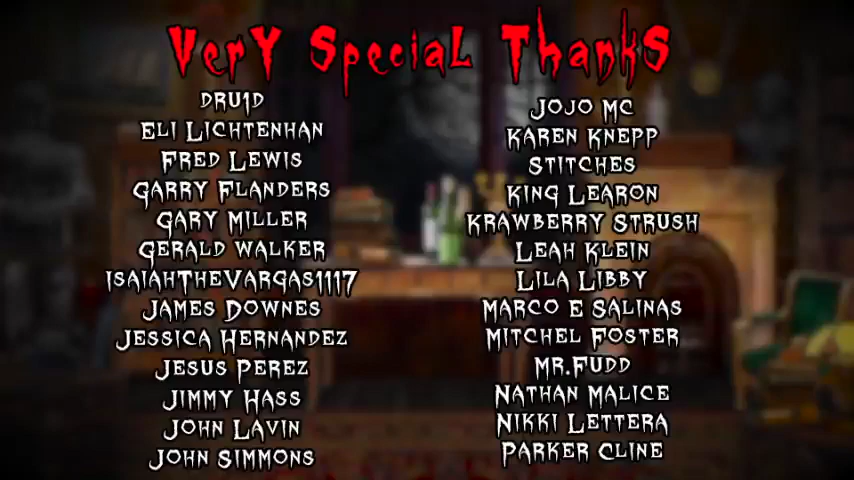 Very Special Thanks
DRU1D
Eli Lichtenhan
Fred Lewis
Garry Flanders
Gary Miller
Gerald Walker
IsaiahTheVargas1117
James Downes
Jessica Hernandez
Jesus Perez
Jimmy Hass
John Lavin
John Simmons
JoJo MC
Karen Knepp
Stitches
King Learon
Krawberry Strush
Leah Klein
Lila Libby
Marco E Salinas
Mitchel Foster
Mr.Fudd
Nathan Malice
Nikki Lettera
Parker Cline